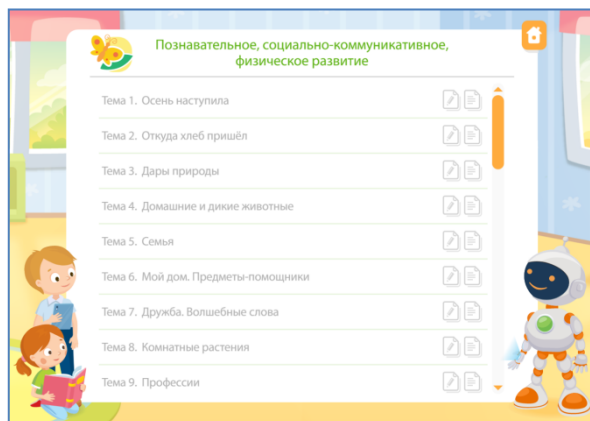 Познавательное, социально-коммуникативное,
физическое развитие
Тема 1. Осень наступила
Тема 2. Откуда хлеб пришёл
Тема 3. Дары природы
Тема 4. Домашние и дикие животные
Тема 5. Семья
Тема 6. Мой дом. Предметы-помощники
Тема 7. Дружба. Волшебные слова
Тема 8. Комнатные растения
Тема 9. Профессии